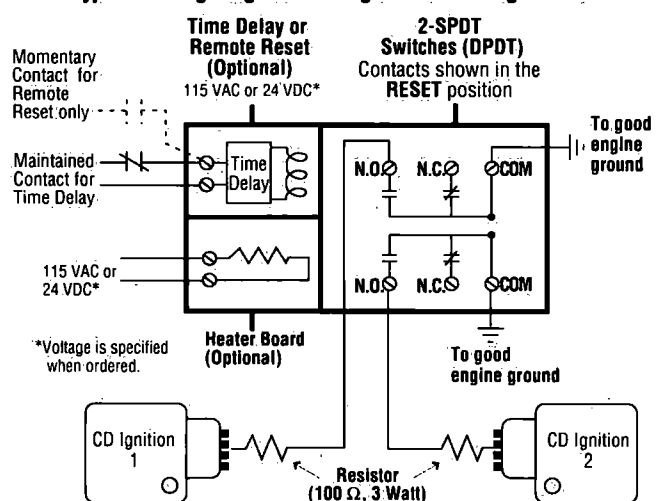 Time Delay or
Remote Reset
(Optional)
115 VAC or 24 VDC*
2-SPDT
Switches (DPDT)
Contacts shown in the
RESET position
Momentary
Contact for
Remote
Reset only
Maintained
Contact for
Time Delay
Time
Delay
N.O.
N.C.
COM
To good
engine
ground
115 VAC or
24 VDC*
N.O.
N.C.
COM
*Voltage is specified
when ordered.
Heater Board
(Optional)
To good
engine ground
CD Ignition
1
Resistor
(100 Ω, 3 Watt)
CD Ignition
2